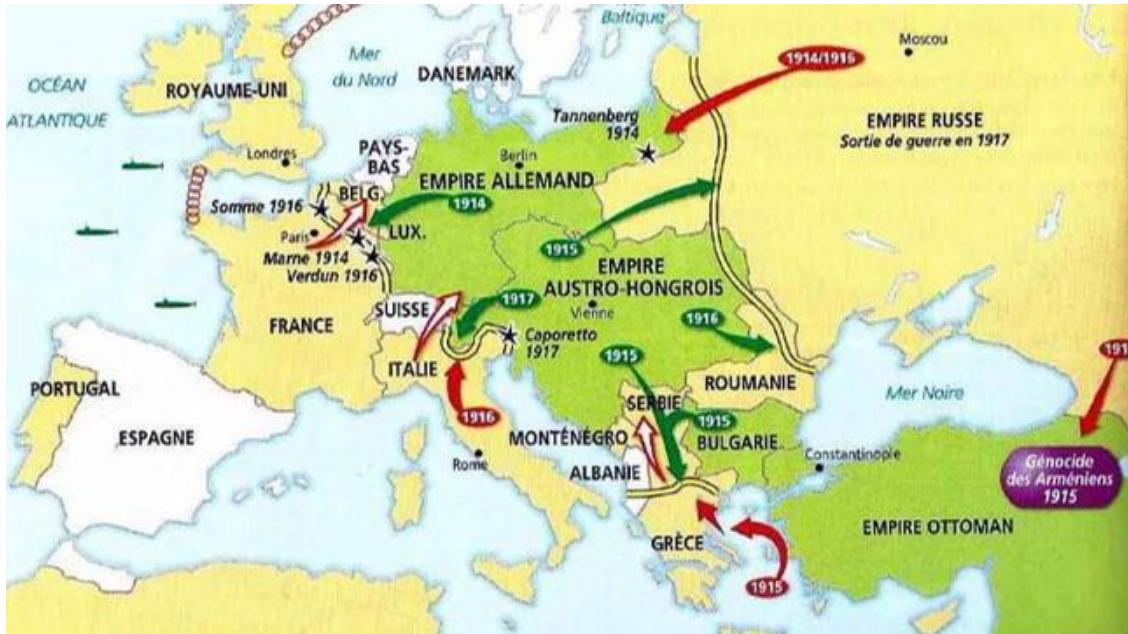 Baltique
Moscou
1914/1915
Mer
du Nord
DANEMARK
OCÉAN
ATLANTIQUE
ROYAUME-UNI
Tannenberg
1914
EMPIRE RUSSE
Sortie de guerre en 1917
Londres
PAYS-
BAS
Berlin
EMPIRE ALLEMAND
BELG.
Somme 1916
1914
Paris
LUX.
Marne 1914
Verdun 1916
1915
EMPIRE
AUSTRO-HONGROIS
Vienne
1917
SUISSE
1916
FRANCE
Caporetto
1917
1915
ITALIE
ROUMANIE
Mer Noire
PORTUGAL
SERBIE
1916
1915
ESPAGNE
MONTÉNÉGRO
BULGARIE
Rome
ALBANIE
Constantinople
Génocide
des Arméniens
1915
EMPIRE OTTOMAN
GRÈCE
1915